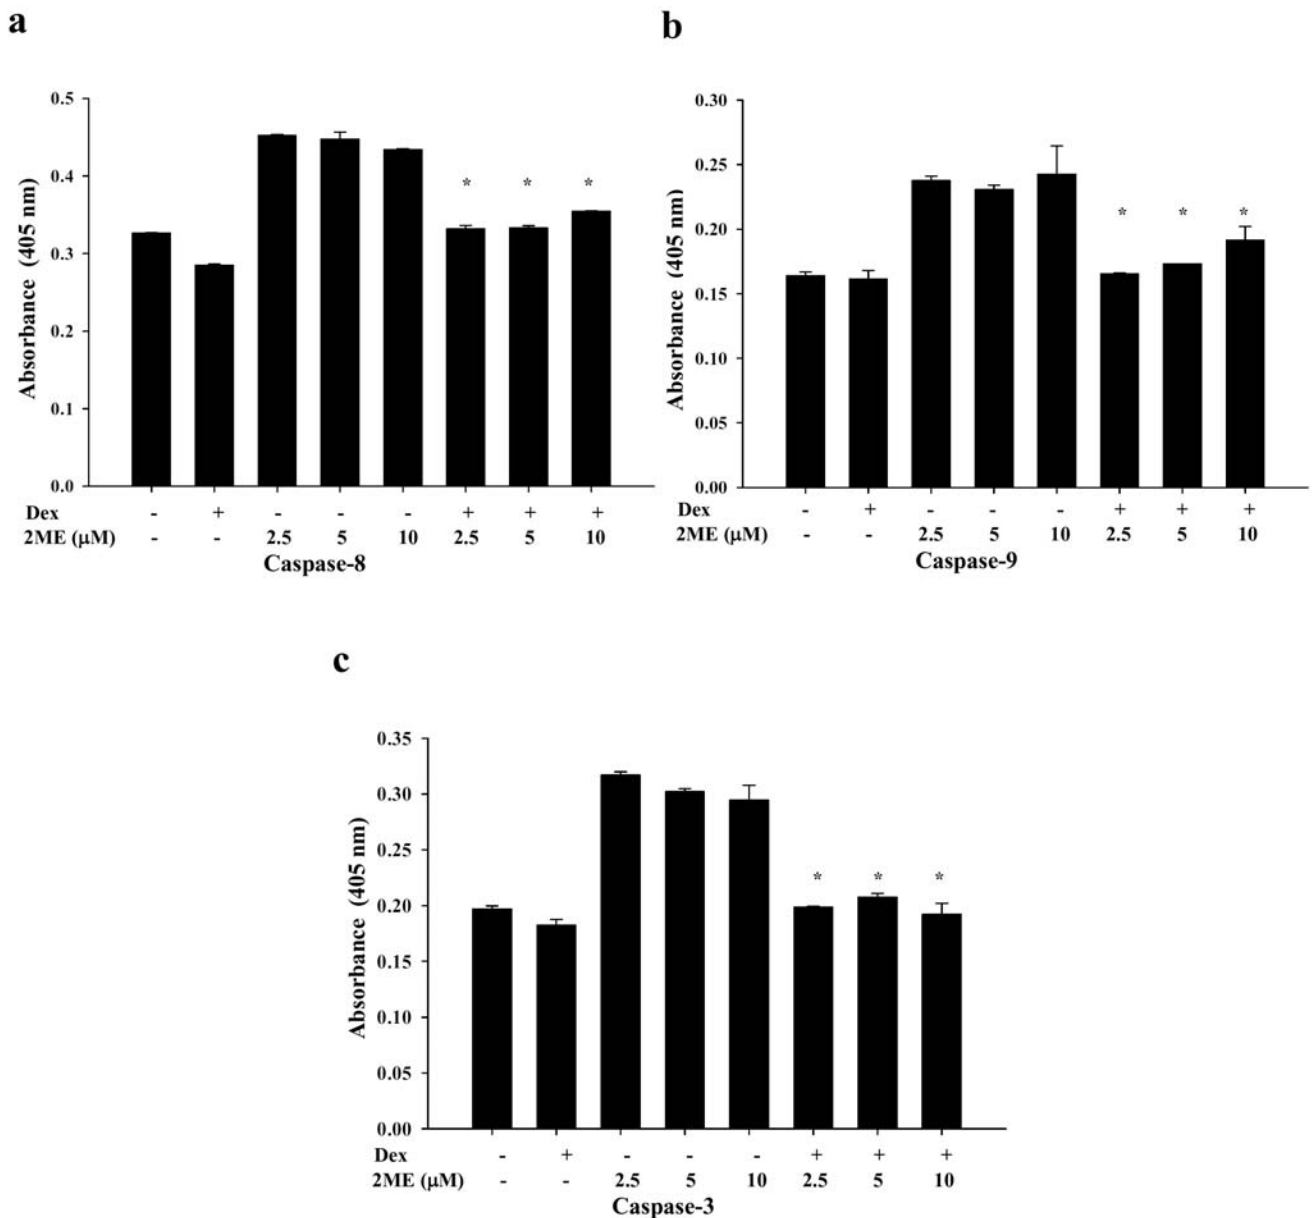 a
0.5
0.4
0.3
0.2
0.1
0.0
Absorbance (405 nm)
* * *
Dex - + - - - + + +
2ME (μM) - - 2.5 5 10 2.5 5 10
Caspase-8
b
0.30
0.25
0.20
0.15
0.10
0.05
0.00
Absorbance (405 nm)
* * *
Dex - + - - - + + +
2ME (μM) - - 2.5 5 10 2.5 5 10
Caspase-9
c
0.35
0.30
0.25
0.20
0.15
0.10
0.05
0.00
Absorbance (405 nm)
* * *
Dex - + - - - + + +
2ME (μM) - - 2.5 5 10 2.5 5 10
Caspase-3